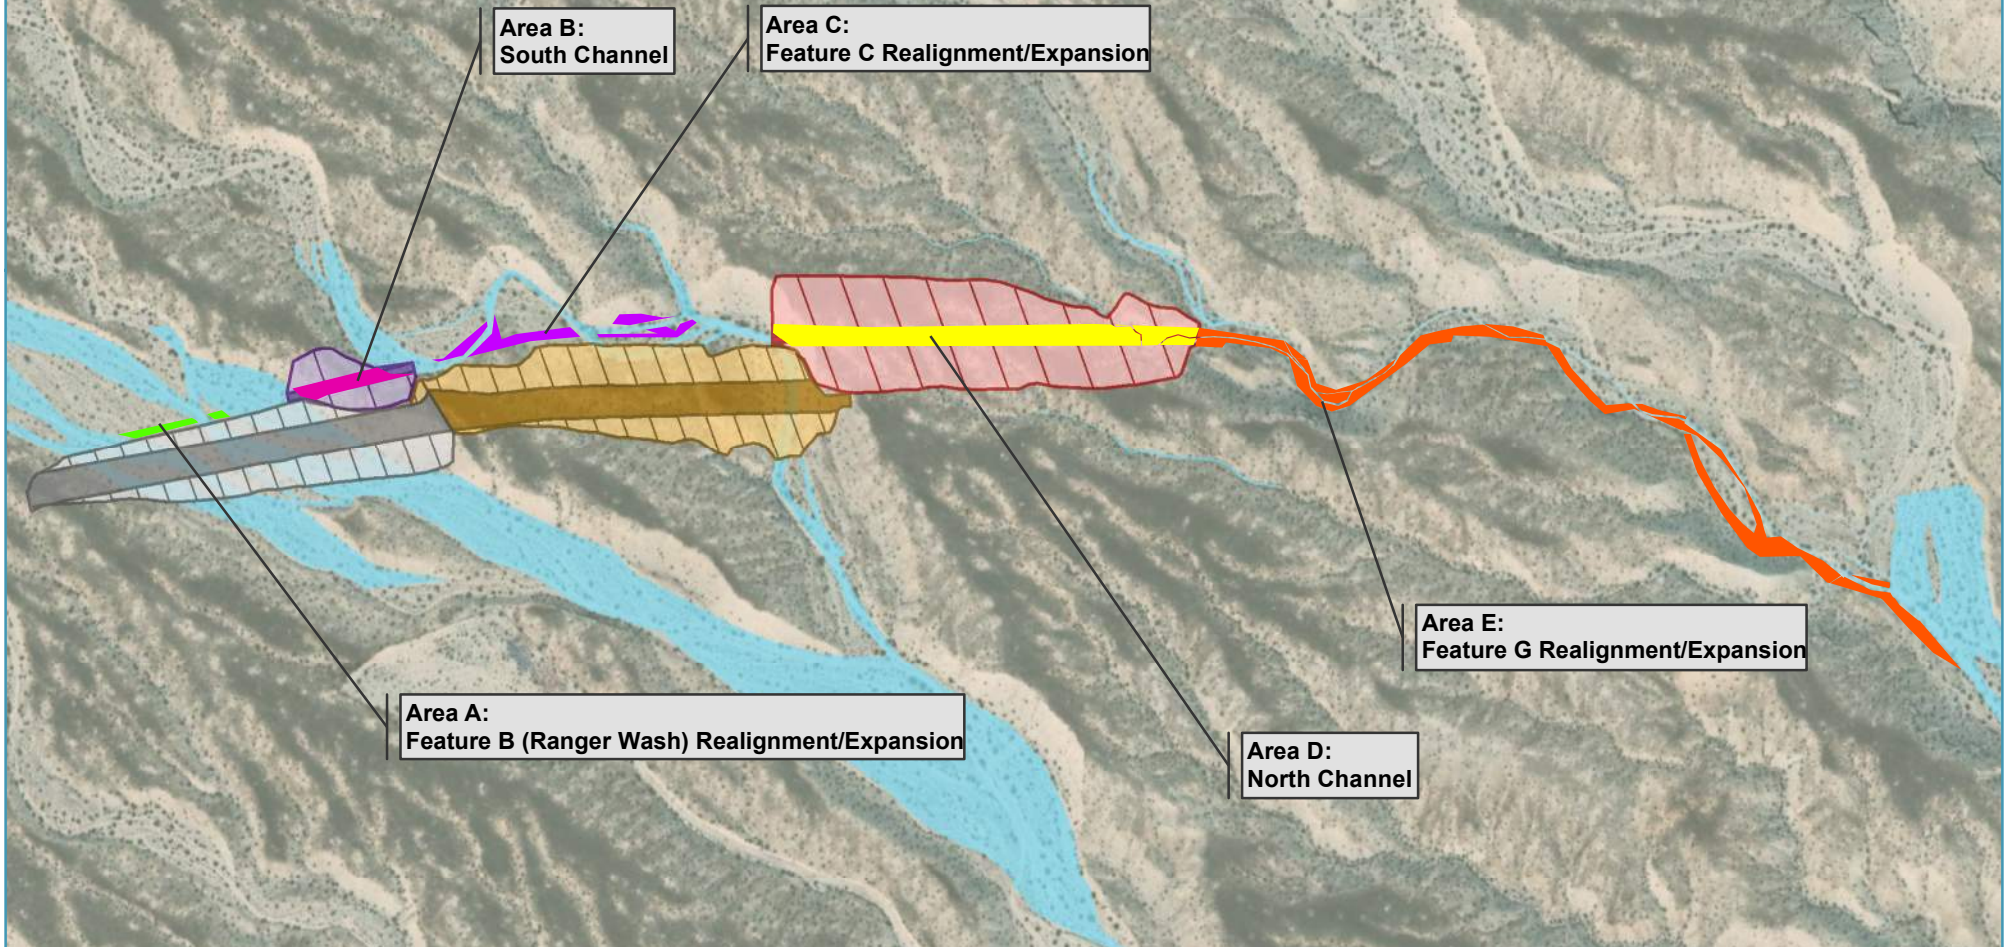 Area B:
South Channel
Area C:
Feature C Realignment/Expansion
Area E:
Feature G Realignment/Expansion
Area A:
Feature B (Ranger Wash) Realignment/Expansion
Area D:
North Channel